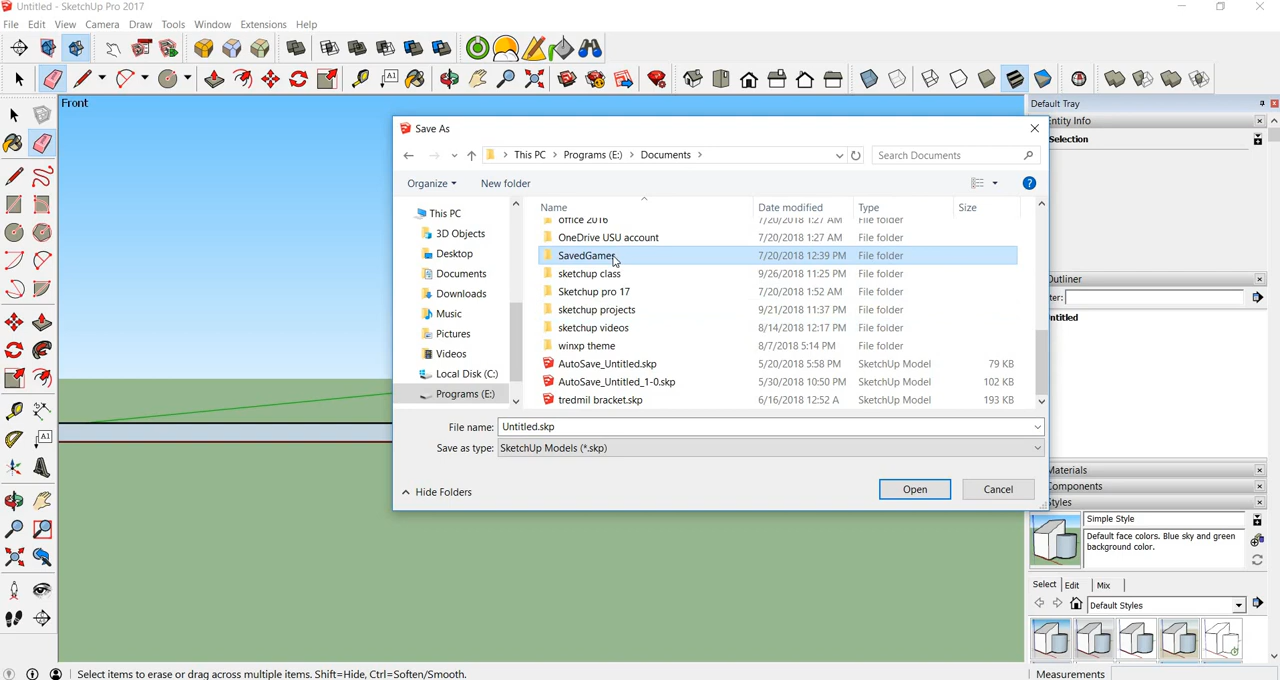 Untitled - SketchUp Pro 2017
File Edit View Camera Draw Tools Window Extensions Help
Front
Default Tray
Entity Info
Selection
Save As
This PC > Programs (E:) > Documents >
Search Documents
Organize
New folder
Name Date modified Type Size
This PC
3D Objects
Desktop
Documents
Downloads
Music
Pictures
Videos
Local Disk (C:)
Programs (E:)
office 2016 7/20/2018 1:27 AM File folder
OneDrive USU account 7/20/2018 1:27 AM File folder
SavedGames 7/20/2018 12:39 PM File folder
sketchup class 9/26/2018 11:25 PM File folder
Sketchup pro 17 7/20/2018 1:52 AM File folder
sketchup projects 9/21/2018 11:37 PM File folder
sketchup videos 8/14/2018 12:17 PM File folder
winxp theme 8/7/2018 5:14 PM File folder
AutoSave_Untitled.skp 5/20/2018 5:58 PM SketchUp Model 79 KB
AutoSave_Untitled_1-0.skp 5/30/2018 10:50 PM SketchUp Model 102 KB
tredmil bracket.skp 6/16/2018 12:52 A SketchUp Model 193 KB
File name: Untitled.skp
Save as type: SketchUp Models (*.skp)
Hide Folders
Open
Cancel
Outliner
ter:
ntitled
Materials
Components
Styles
Simple Style
Default face colors. Blue sky and green
background color.
Select Edit Mix
Default Styles
Select items to erase or drag across multiple items. Shift=Hide, Ctrl=Soften/Smooth.
Measurements